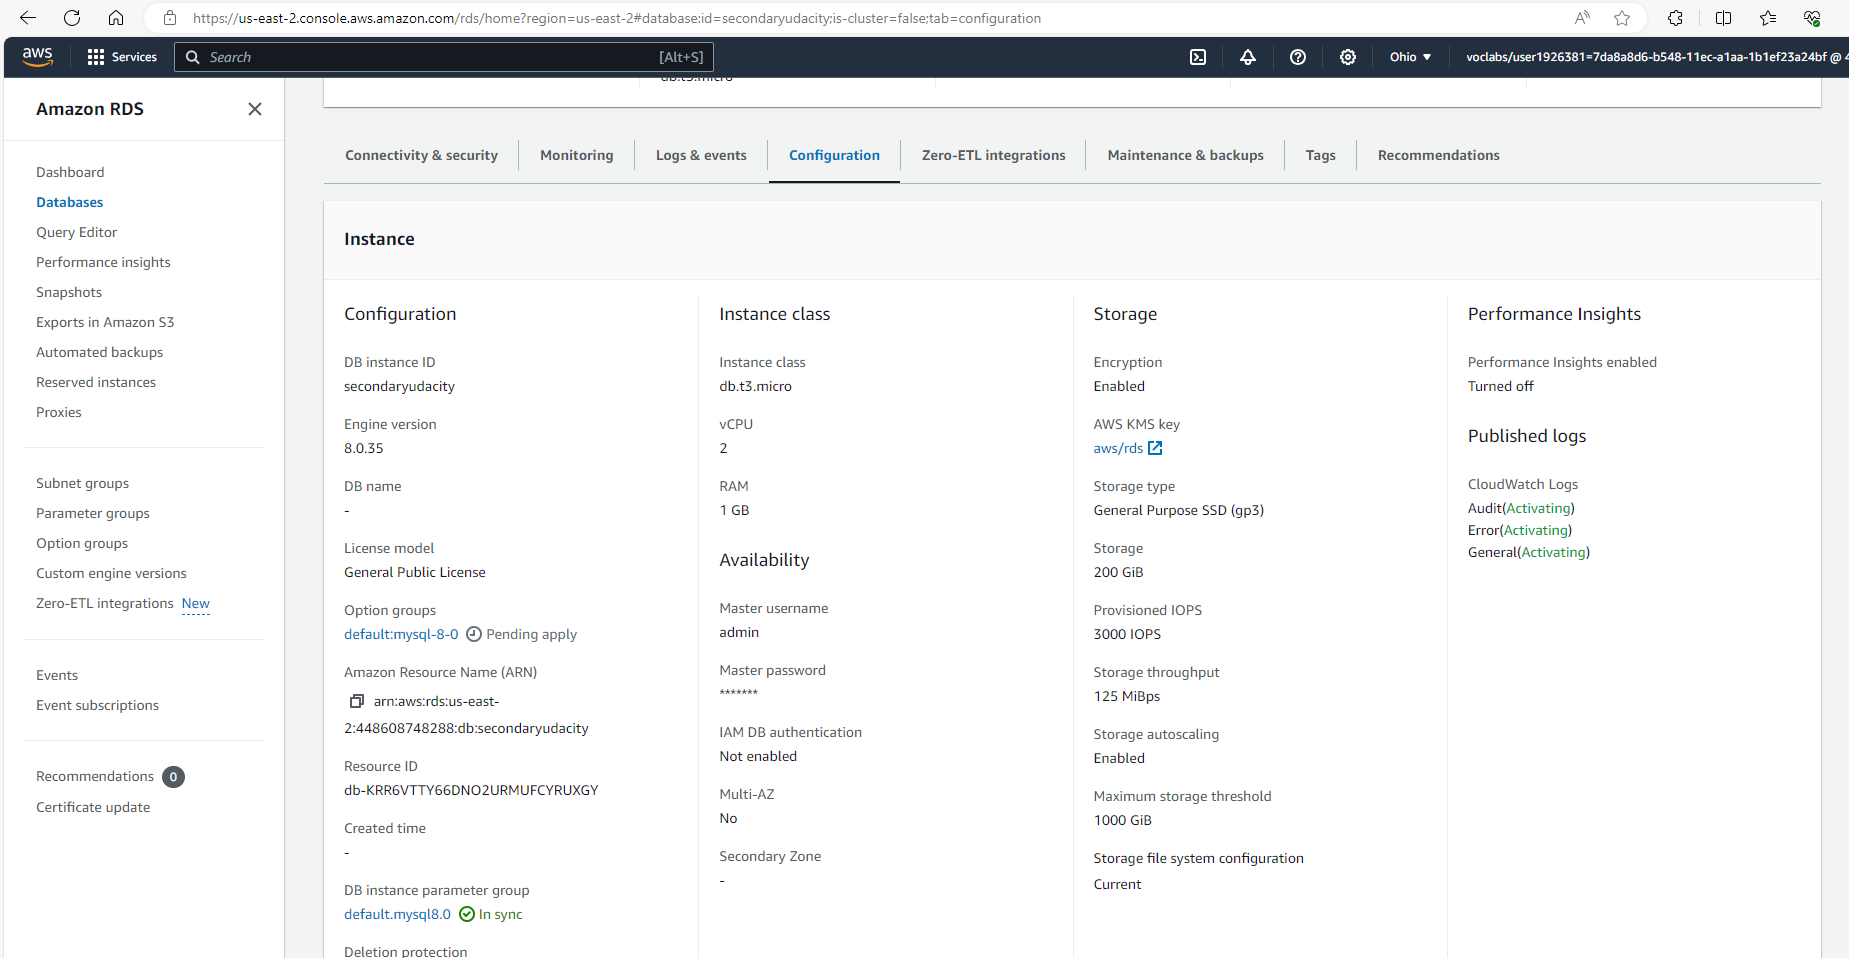 https://us-east-2.console.aws.amazon.com/rds/home?region=us-east-2#database:id=secondaryudacity;is-cluster=false;tab=configuration
aws
Services
Search
[Alt+S]
Ohio
voclabs/user1926381=7da8a8d6-b548-11ec-a1aa-1b1ef23a24bf @ 4
Amazon RDS
Dashboard
Databases
Query Editor
Performance insights
Snapshots
Exports in Amazon S3
Automated backups
Reserved instances
Proxies
Subnet groups
Parameter groups
Option groups
Custom engine versions
Zero-ETL integrations New
Events
Event subscriptions
Recommendations 0
Certificate update
db.t3.micro
Connectivity & security
Monitoring
Logs & events
Configuration
Zero-ETL integrations
Maintenance & backups
Tags
Recommendations
Instance
Configuration
DB instance ID
secondaryudacity
Engine version
8.0.35
DB name
-
License model
General Public License
Option groups
default:mysql-8-0 Pending apply
Amazon Resource Name (ARN)
arn:aws:rds:us-east-
2:448608748288:db:secondaryudacity
Resource ID
db-KRR6VTTY66DNO2URMUFCYRUXGY
Created time
-
DB instance parameter group
default.mysql8.0 In sync
Deletion protection
Instance class
Instance class
db.t3.micro
vCPU
2
RAM
1 GB
Availability
Master username
admin
Master password
*******
IAM DB authentication
Not enabled
Multi-AZ
No
Secondary Zone
-
Storage
Encryption
Enabled
AWS KMS key
aws/rds
Storage type
General Purpose SSD (gp3)
Storage
200 GiB
Provisioned IOPS
3000 IOPS
Storage throughput
125 MiBps
Storage autoscaling
Enabled
Maximum storage threshold
1000 GiB
Storage file system configuration
Current
Performance Insights
Performance Insights enabled
Turned off
Published logs
CloudWatch Logs
Audit(Activating)
Error(Activating)
General(Activating)